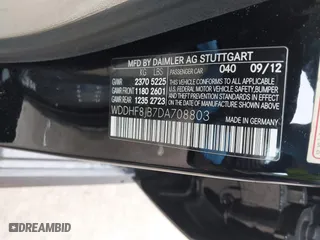 MFD. BY DAIMLER AG STUTTGART
PASSENGER CAR 040 09/12
KG LBS
GWR 2370 5225
GAWR FRONT 1180 2601
GAWR REAR 1235 2723
THIS VEHICLE CONFORMS TO ALL APPLICABLE
FEDERAL MOTOR VEHICLE SAFETY, BUMPER
AND THEFT PREVENTION STANDARDS IN
EFFECT ON THE DATE OF MANUFACTURE
SHOWN ABOVE.
WDDHF8JB7DA708803
MADE IN GERMANY
DREAMBID